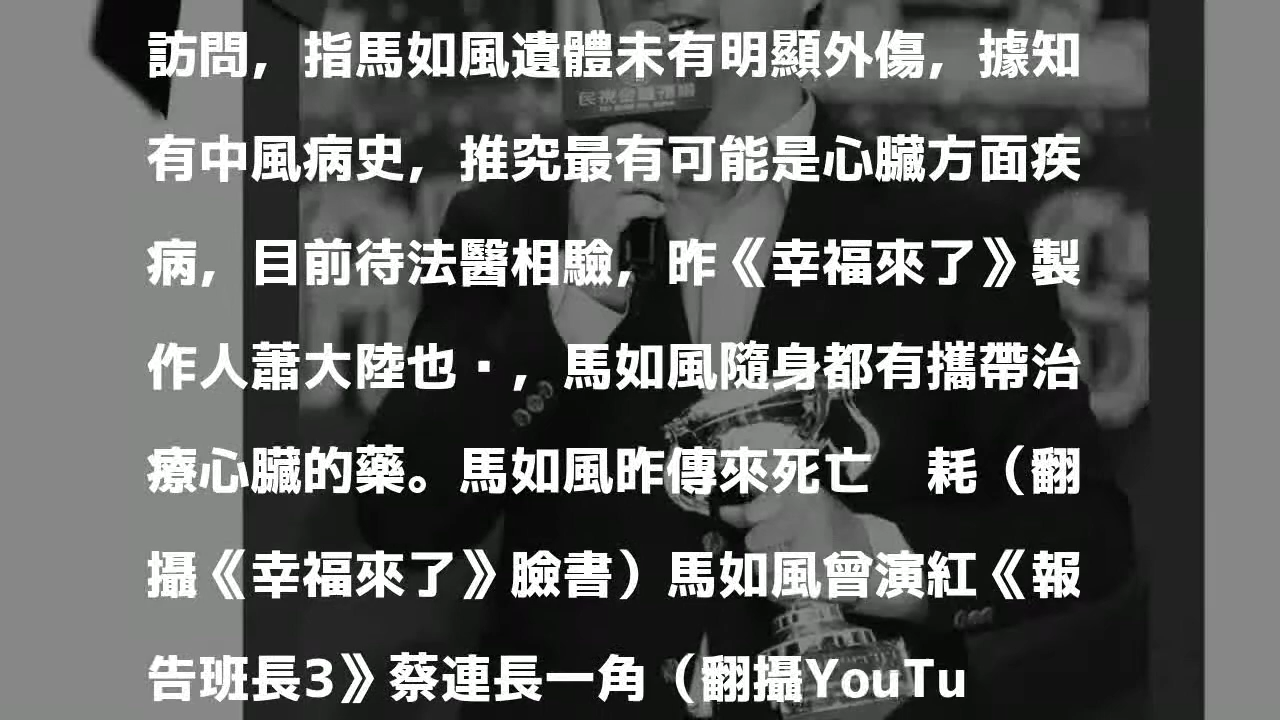 訪問，指馬如風遺體未有明顯外傷，據知
有中風病史，推究最有可能是心臟方面疾
病，目前待法醫相驗，昨《幸福來了》製
作人蕭大陸也·，馬如風隨身都有攜帶治
療心臟的藥。馬如風昨傳來死亡　耗（翻
攝《幸福來了》臉書）馬如風曾演紅《報
告班長3》蔡連長一角（翻攝YouTu